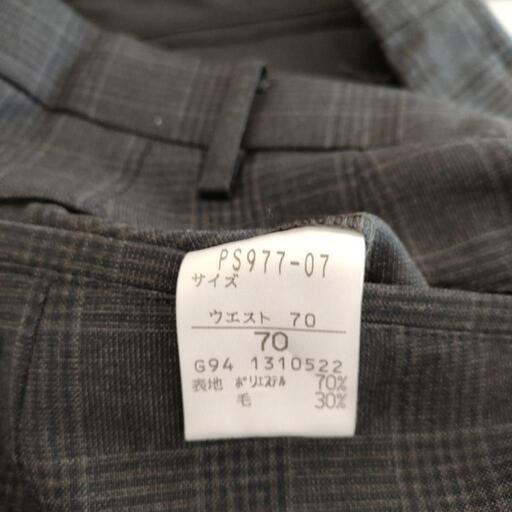 PS977-07
サイズ
ウエスト 70
70
G94 1310522
表地 ポリエステル 70%
毛 30%